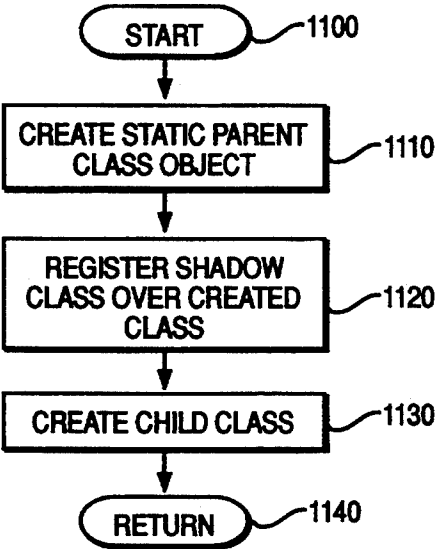 START
1100
CREATE STATIC PARENT
CLASS OBJECT
1110
REGISTER SHADOW
CLASS OVER CREATED
CLASS
1120
CREATE CHILD CLASS
1130
RETURN
1140